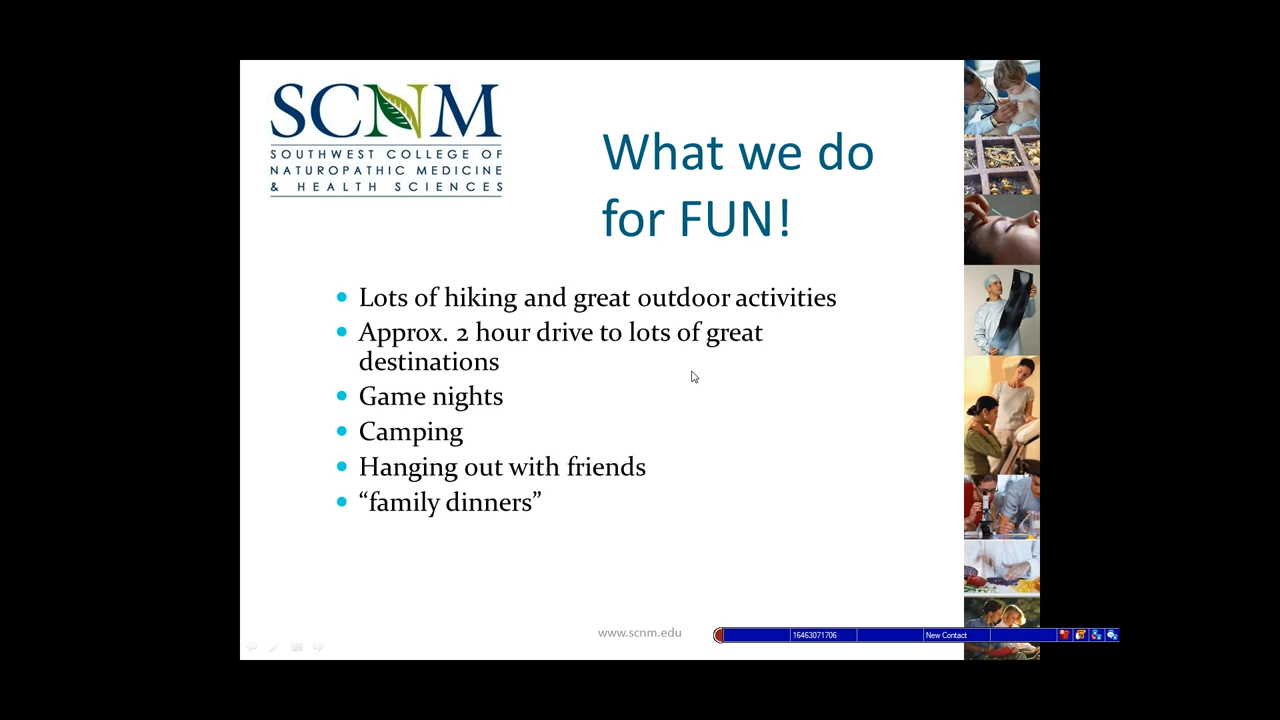 SCNM
SOUTHWEST COLLEGE OF
NATUROPATHIC MEDICINE
& HEALTH SCIENCES
What we do
for FUN!
• Lots of hiking and great outdoor activities
• Approx. 2 hour drive to lots of great
destinations
• Game nights
• Camping
• Hanging out with friends
• “family dinners”
www.scnm.edu
16463071706
New Contact